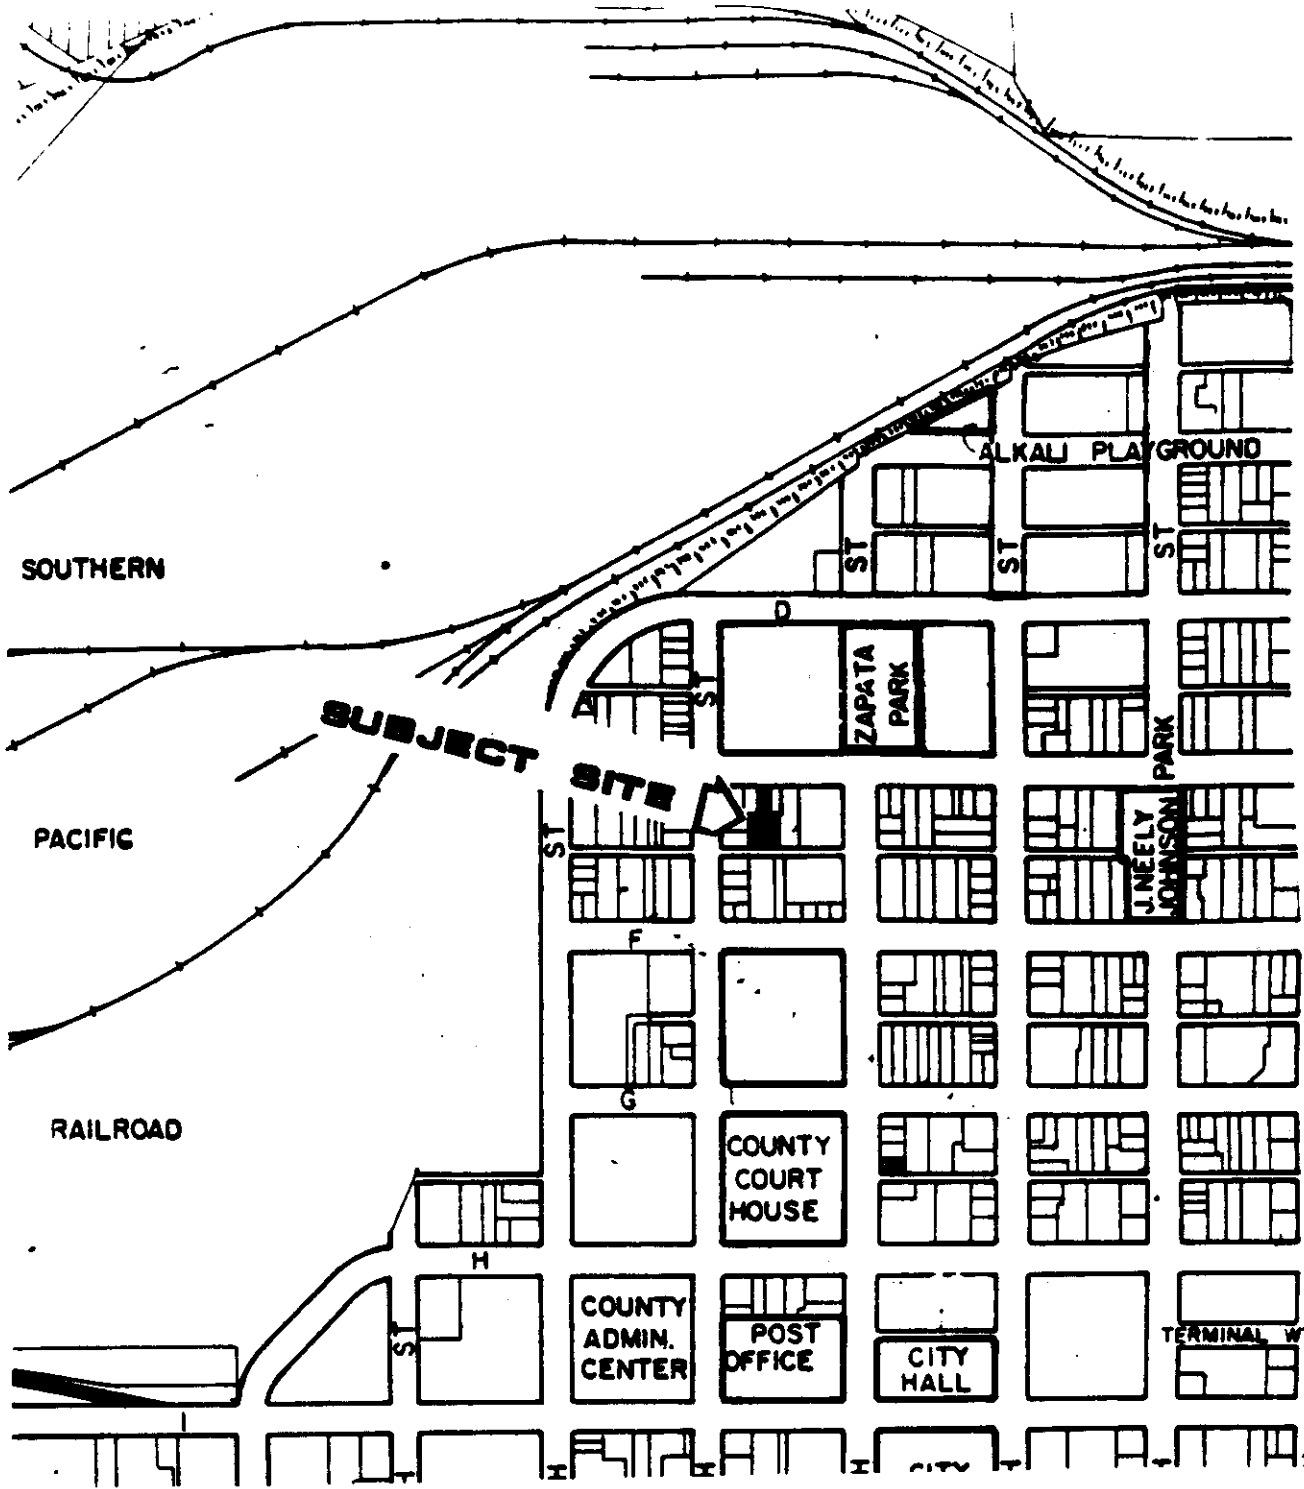 ALKALI PLAYGROUND
ST
ST
ST
SOUTHERN
D
ZAPATA
PARK
ST
SUBJECT SITE
PARK
J. NEELY
JOHNSON
PACIFIC
ST
F
G
RAILROAD
COUNTY
COURT
HOUSE
H
COUNTY
ADMIN.
CENTER
POST
OFFICE
CITY
HALL
TERMINAL W
ST
I
T
H
H
H
CITY
T
T